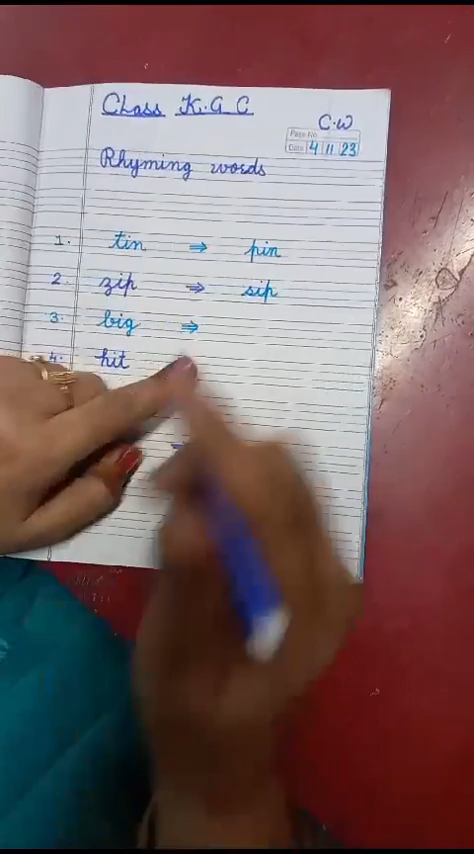 Class K.G C
C.W
Page No.
Date 4 11 23
Rhyming words
1. tin ⇒ pin
2. zip ⇒ sip
3. big ⇒
4. hit